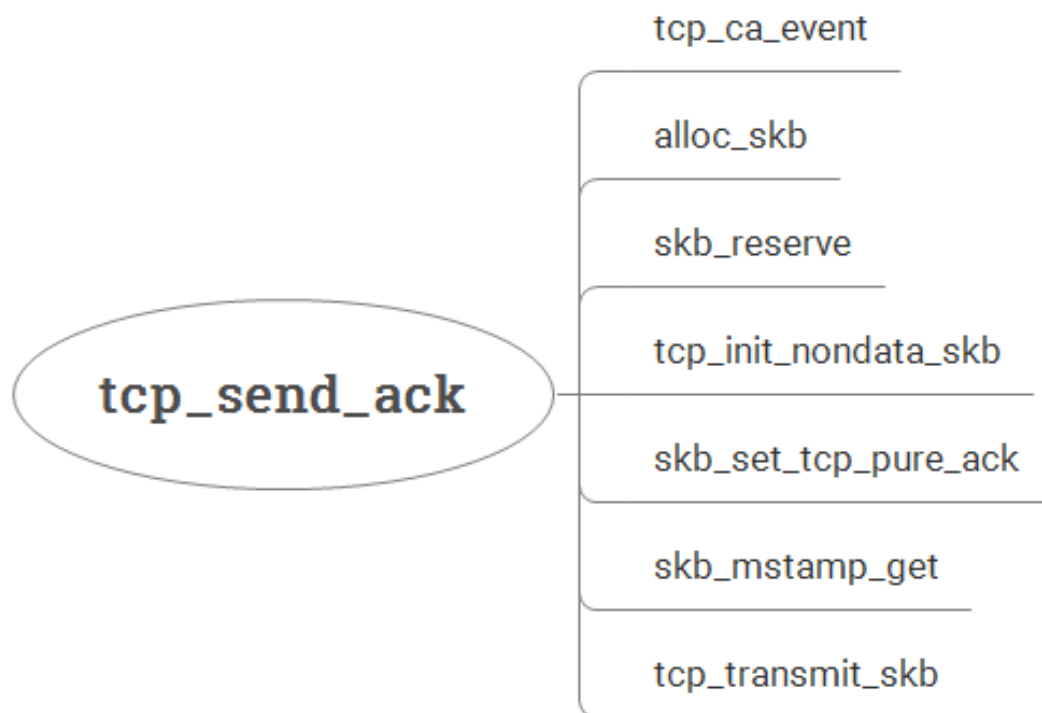 tcp_ca_event
alloc_skb
skb_reserve
tcp_send_ack
tcp_init_nondata_skb
skb_set_tcp_pure_ack
skb_mstamp_get
tcp_transmit_skb